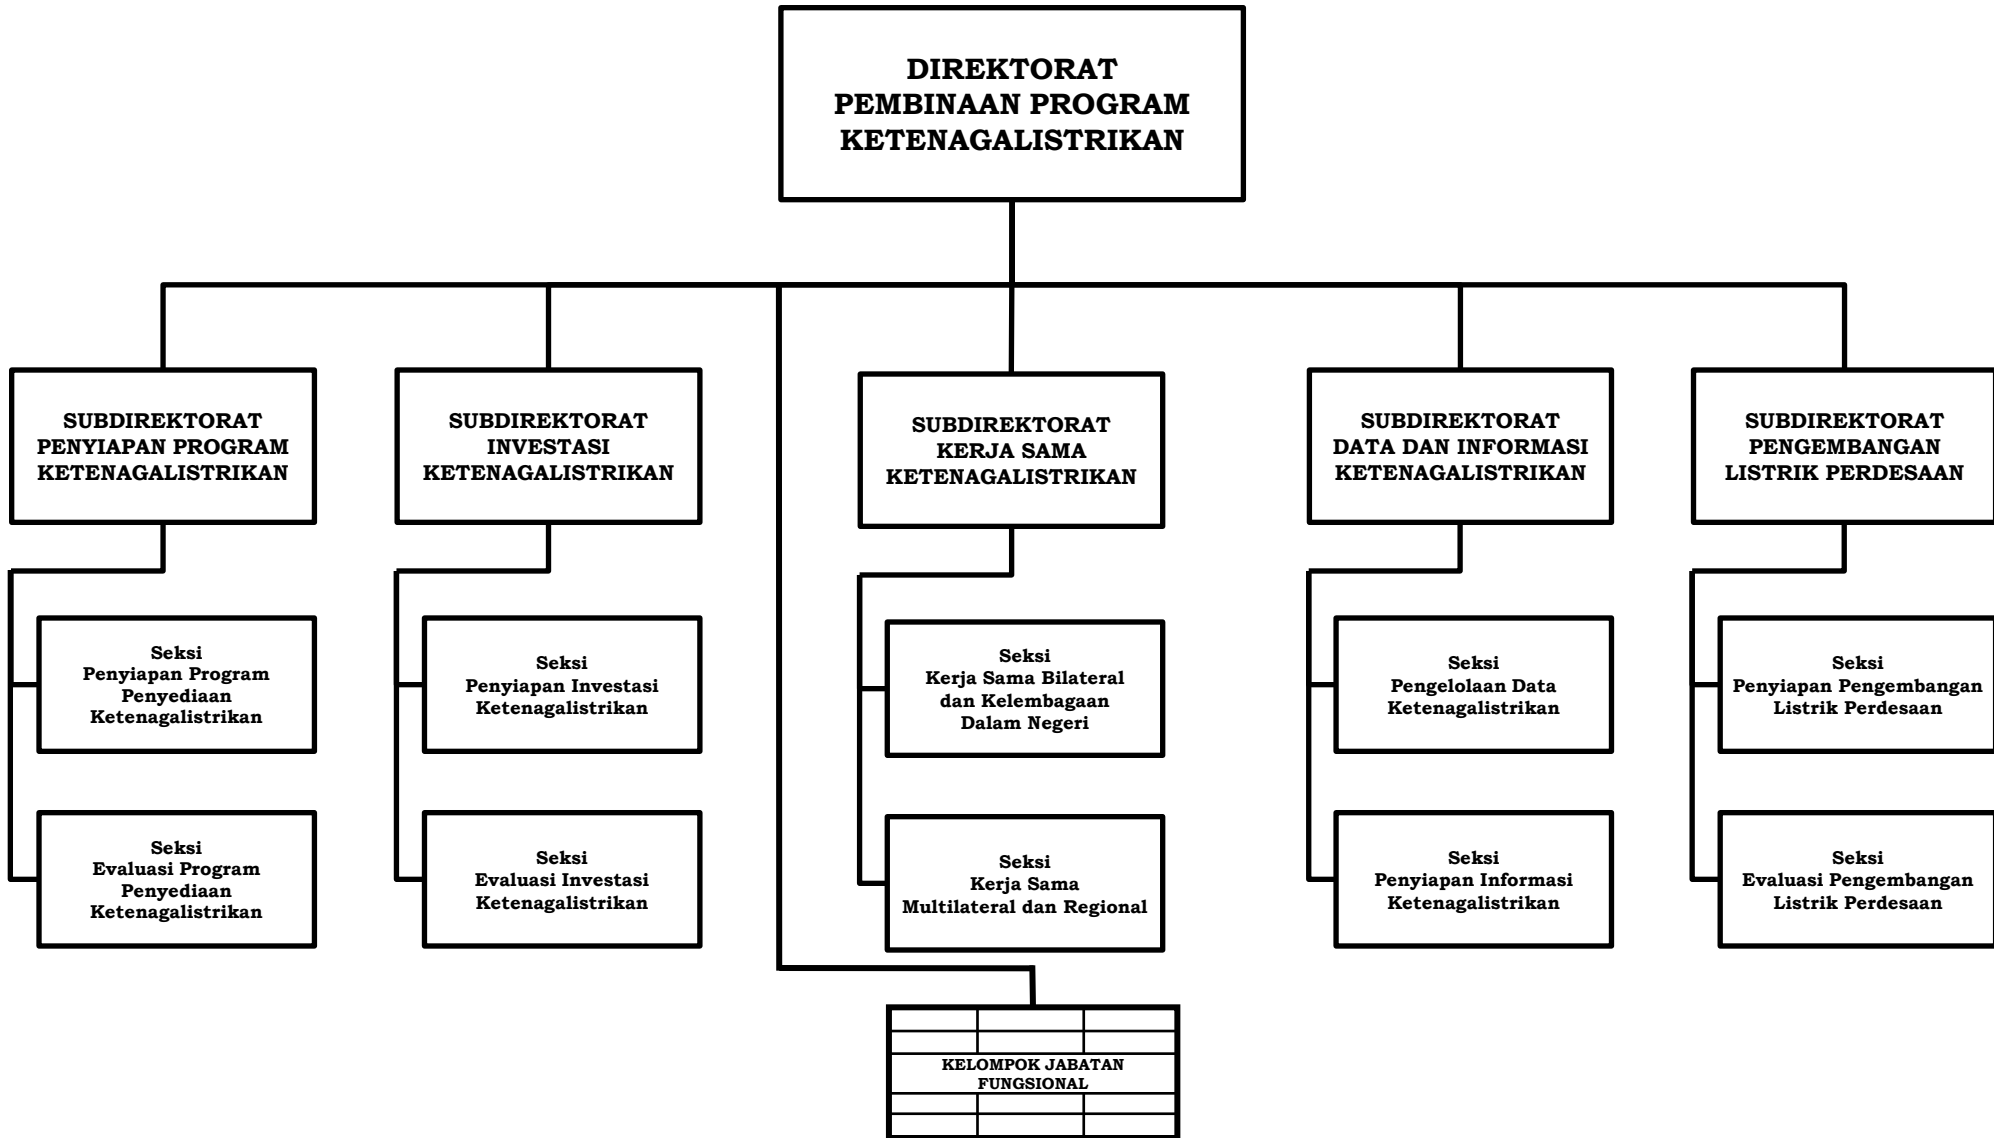 DIREKTORAT
PEMBINAAN PROGRAM
KETENAGALISTRIKAN
SUBDIREKTORAT
PENYIAPAN PROGRAM
KETENAGALISTRIKAN
SUBDIREKTORAT
INVESTASI
KETENAGALISTRIKAN
SUBDIREKTORAT
KERJA SAMA
KETENAGALISTRIKAN
SUBDIREKTORAT
DATA DAN INFORMASI
KETENAGALISTRIKAN
SUBDIREKTORAT
PENGEMBANGAN
LISTRIK PERDESAAN
Seksi
Penyiapan Program
Penyediaan
Ketenagalistrikan
Seksi
Penyiapan Investasi
Ketenagalistrikan
Seksi
Kerja Sama Bilateral
dan Kelembagaan
Dalam Negeri
Seksi
Pengelolaan Data
Ketenagalistrikan
Seksi
Penyiapan Pengembangan
Listrik Perdesaan
Seksi
Evaluasi Program
Penyediaan
Ketenagalistrikan
Seksi
Evaluasi Investasi
Ketenagalistrikan
Seksi
Kerja Sama
Multilateral dan Regional
Seksi
Penyiapan Informasi
Ketenagalistrikan
Seksi
Evaluasi Pengembangan
Listrik Perdesaan
KELOMPOK JABATAN
FUNGSIONAL